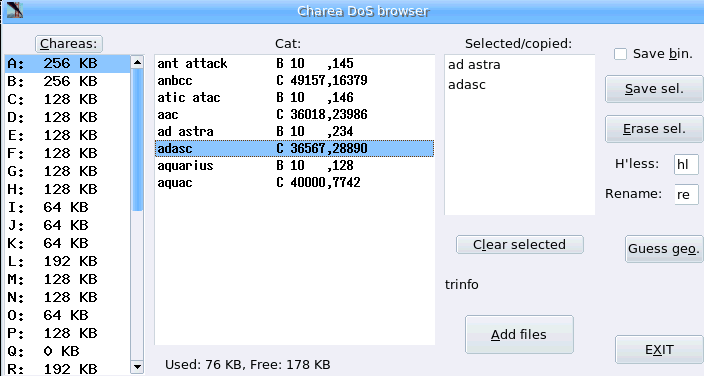 Charea DoS browser
Chareas:
A: 256 KB
B: 256 KB
C: 128 KB
D: 128 KB
E: 128 KB
F: 128 KB
G: 128 KB
H: 128 KB
I: 64 KB
J: 64 KB
K: 64 KB
L: 192 KB
M: 128 KB
N: 128 KB
O: 64 KB
P: 128 KB
Q: 0 KB
R: 192 KB
Cat:
ant attack B 10 ,145
anbcc C 49157,16379
atic atac B 10 ,146
aac C 36018,23986
ad astra B 10 ,234
adasc C 36567,28890
aquarius B 10 ,128
aquac C 40000,7742
Used: 76 KB, Free: 178 KB
Selected/copied:
ad astra
adasc
Clear selected
trinfo
Add files
Save bin.
Save sel.
Erase sel.
H'less: hl
Rename: re
Guess geo.
EXIT